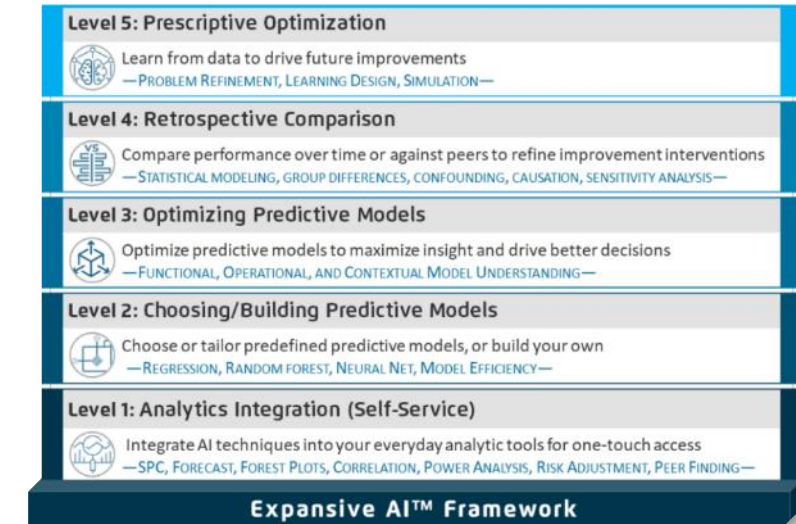 Level 5: Prescriptive Optimization
Learn from data to drive future improvements
—PROBLEM REFINEMENT, LEARNING DESIGN, SIMULATION—
Level 4: Retrospective Comparison
VS
Compare performance over time or against peers to refine improvement interventions
—STATISTICAL MODELING, GROUP DIFFERENCES, CONFOUNDING, CAUSATION, SENSITIVITY ANALYSIS—
Level 3: Optimizing Predictive Models
Optimize predictive models to maximize insight and drive better decisions
—FUNCTIONAL, OPERATIONAL, AND CONTEXTUAL MODEL UNDERSTANDING—
Level 2: Choosing/Building Predictive Models
Choose or tailor predefined predictive models, or build your own
—REGRESSION, RANDOM FOREST, NEURAL NET, MODEL EFFICIENCY—
Level 1: Analytics Integration (Self-Service)
Integrate AI techniques into your everyday analytic tools for one-touch access
—SPC, FORECAST, FOREST PLOTS, CORRELATION, POWER ANALYSIS, RISK ADJUSTMENT, PEER FINDING—
Expansive AI™ Framework